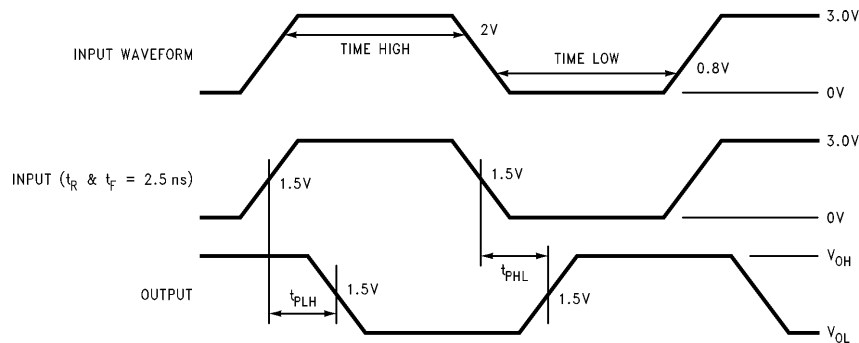 3.0V
2V
INPUT WAVEFORM
TIME HIGH
TIME LOW
0.8V
0V
3.0V
INPUT (tR & tF = 2.5 ns)
1.5V
1.5V
0V
VOH
tPHL
1.5V
OUTPUT
tPLH
1.5V
VOL